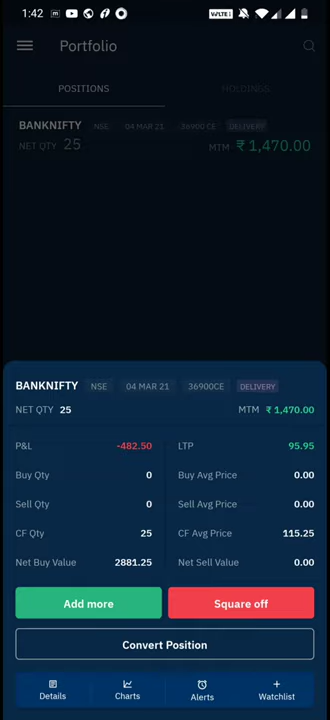 1:42
Portfolio
POSITIONS HOLDINGS
BANKNIFTY NSE 04 MAR 21 36900 CE DELIVERY
NET QTY 25 MTM ₹ 1,470.00
BANKNIFTY NSE 04 MAR 21 36900CE DELIVERY
NET QTY 25 MTM ₹ 1,470.00
P&L -482.50 LTP 95.95
Buy Qty 0 Buy Avg Price 0.00
Sell Qty 0 Sell Avg Price 0.00
CF Qty 25 CF Avg Price 115.25
Net Buy Value 2881.25 Net Sell Value 0.00
Add more Square off
Convert Position
Details Charts Alerts Watchlist